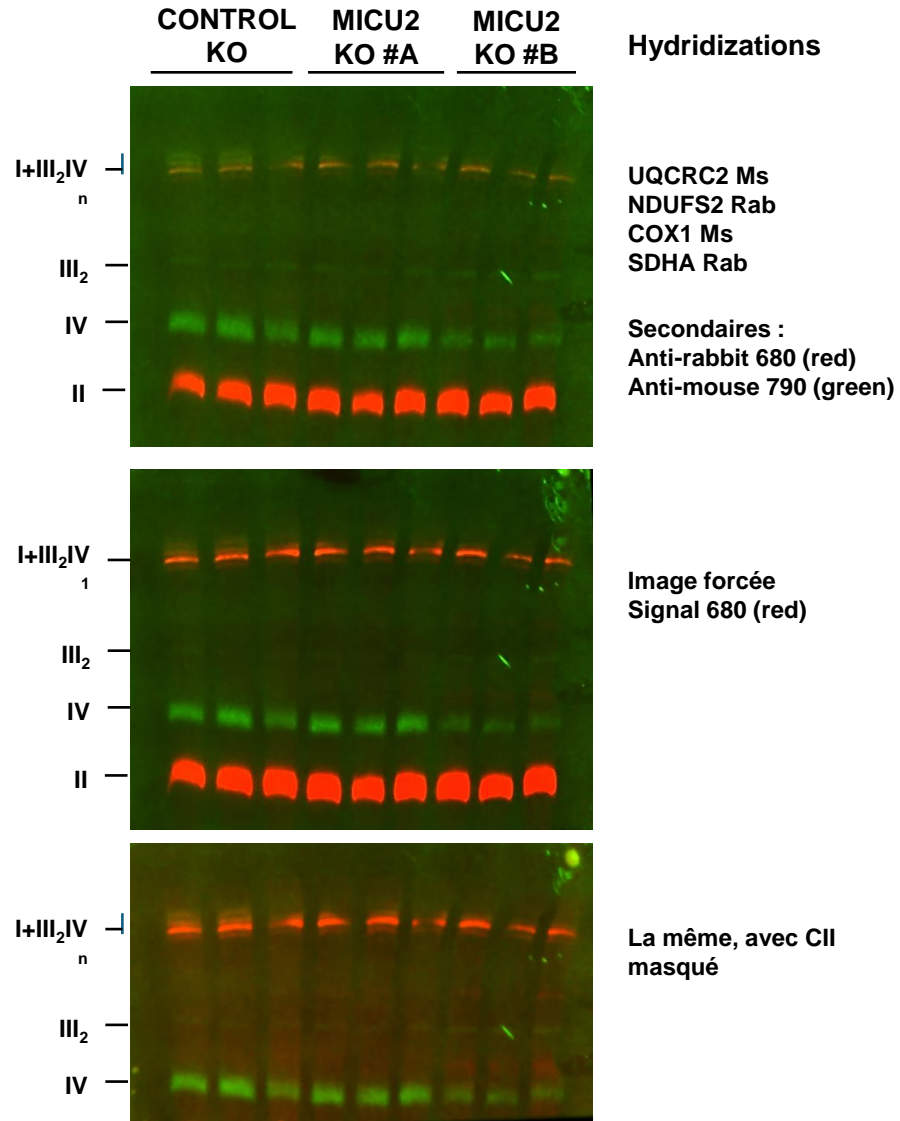 CONTROL KO
MICU2 KO #A
MICU2 KO #B
Hydridizations
I+III₂IV
n
III₂
IV
II
UQCRC2 Ms
NDUFS2 Rab
COX1 Ms
SDHA Rab
Secondaires :
Anti-rabbit 680 (red)
Anti-mouse 790 (green)
I+III₂IV
1
III₂
IV
II
Image forcée
Signal 680 (red)
I+III₂IV
n
III₂
IV
La même, avec CII
masqué